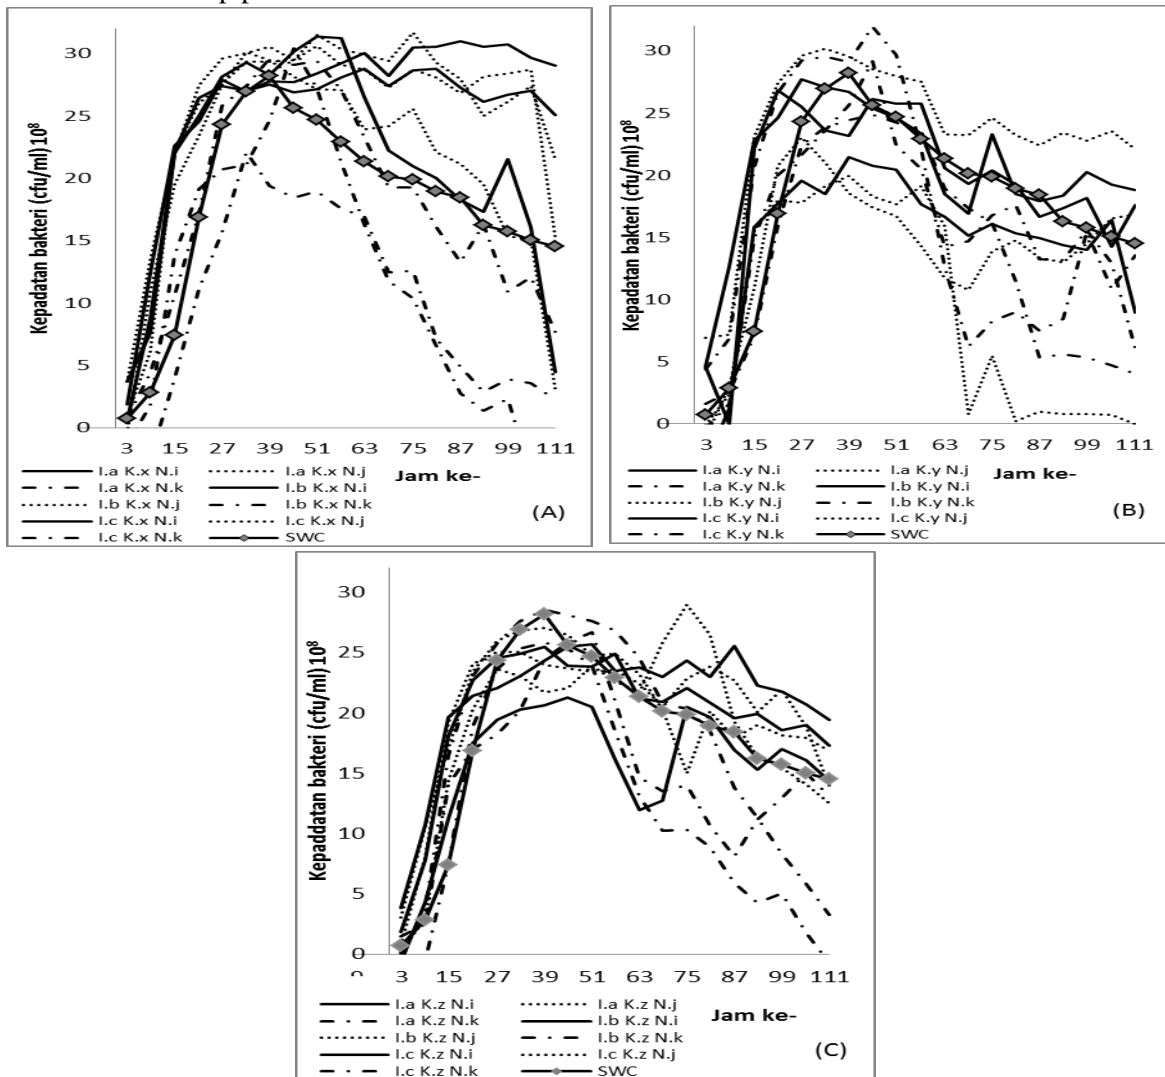 30
25
20
15
10
5
0
Kepadatan bakteri (cfu/ml)10⁸
3 15 27 39 51 63 75 87 99 111
Jam ke-
I.a K.x N.i I.a K.x N.j
I.a K.x N.k I.b K.x N.i
I.b K.x N.j I.b K.x N.k
I.c K.x N.i I.c K.x N.j
I.c K.x N.k SWC
(A)
30
25
20
15
10
5
0
Kepadatan bakteri (cfu/ml)10⁸
3 15 27 39 51 63 75 87 99 111
Jam ke-
I.a K.y N.i I.a K.y N.j
I.a K.y N.k I.b K.y N.i
I.b K.y N.j I.b K.y N.k
I.c K.y N.i I.c K.y N.j
I.c K.y N.k SWC
(B)
30
25
20
15
10
5
0
Kepaddatan bakteri (cfu/ml)10⁸
3 15 27 39 51 63 75 87 99 111
Jam ke-
I.a K.z N.i I.a K.z N.j
I.a K.z N.k I.b K.z N.i
I.b K.z N.j I.b K.z N.k
I.c K.z N.i I.c K.z N.j
I.c K.z N.k SWC
(C)